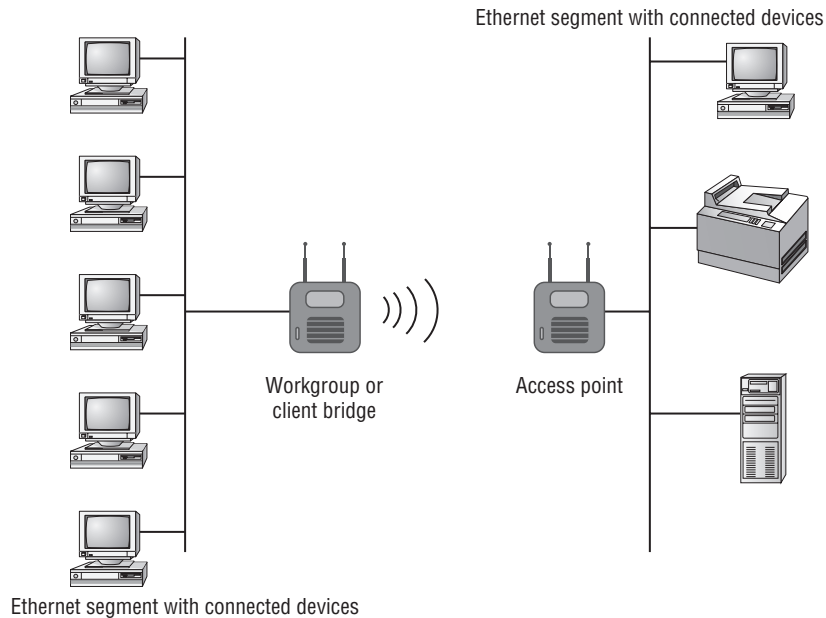 Ethernet segment with connected devices
Workgroup or
client bridge
Access point
Ethernet segment with connected devices